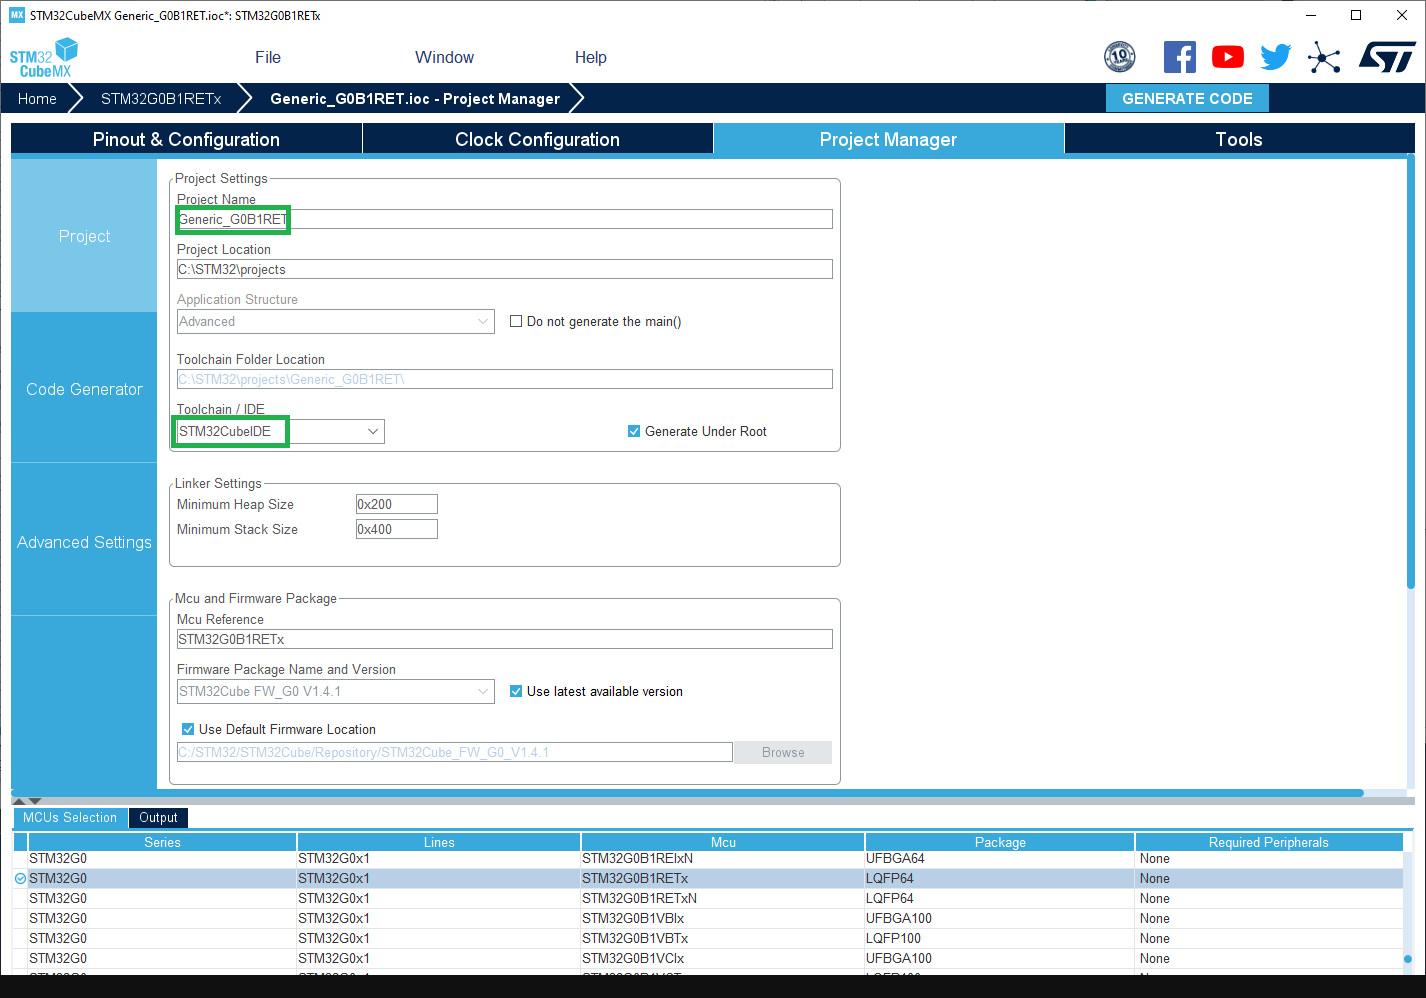 MX STM32CubeMX Generic_G0B1RET.ioc*: STM32G0B1RETx
STM32
CubeMX
File
Window
Help
10
ST
Home
STM32G0B1RETx
Generic_G0B1RET.ioc - Project Manager
GENERATE CODE
Pinout & Configuration
Clock Configuration
Project Manager
Tools
Project
Code Generator
Advanced Settings
Project Settings
Project Name
Generic_G0B1RET
Project Location
C:\STM32\projects
Application Structure
Advanced
Do not generate the main()
Toolchain Folder Location
C:\STM32\projects\Generic_G0B1RET\
Toolchain / IDE
STM32CubeIDE
Generate Under Root
Linker Settings
Minimum Heap Size 0x200
Minimum Stack Size 0x400
Mcu and Firmware Package
Mcu Reference
STM32G0B1RETx
Firmware Package Name and Version
STM32Cube FW_G0 V1.4.1
Use latest available version
Use Default Firmware Location
C:/STM32/STM32Cube/Repository/STM32Cube_FW_G0_V1.4.1
Browse
MCUs Selection Output
Series Lines Mcu Package Required Peripherals
STM32G0 STM32G0x1 STM32G0B1REIxN UFBGA64 None
STM32G0 STM32G0x1 STM32G0B1RETx LQFP64 None
STM32G0 STM32G0x1 STM32G0B1RETxN LQFP64 None
STM32G0 STM32G0x1 STM32G0B1VBIx UFBGA100 None
STM32G0 STM32G0x1 STM32G0B1VBTx LQFP100 None
STM32G0 STM32G0x1 STM32G0B1VCIx UFBGA100 None